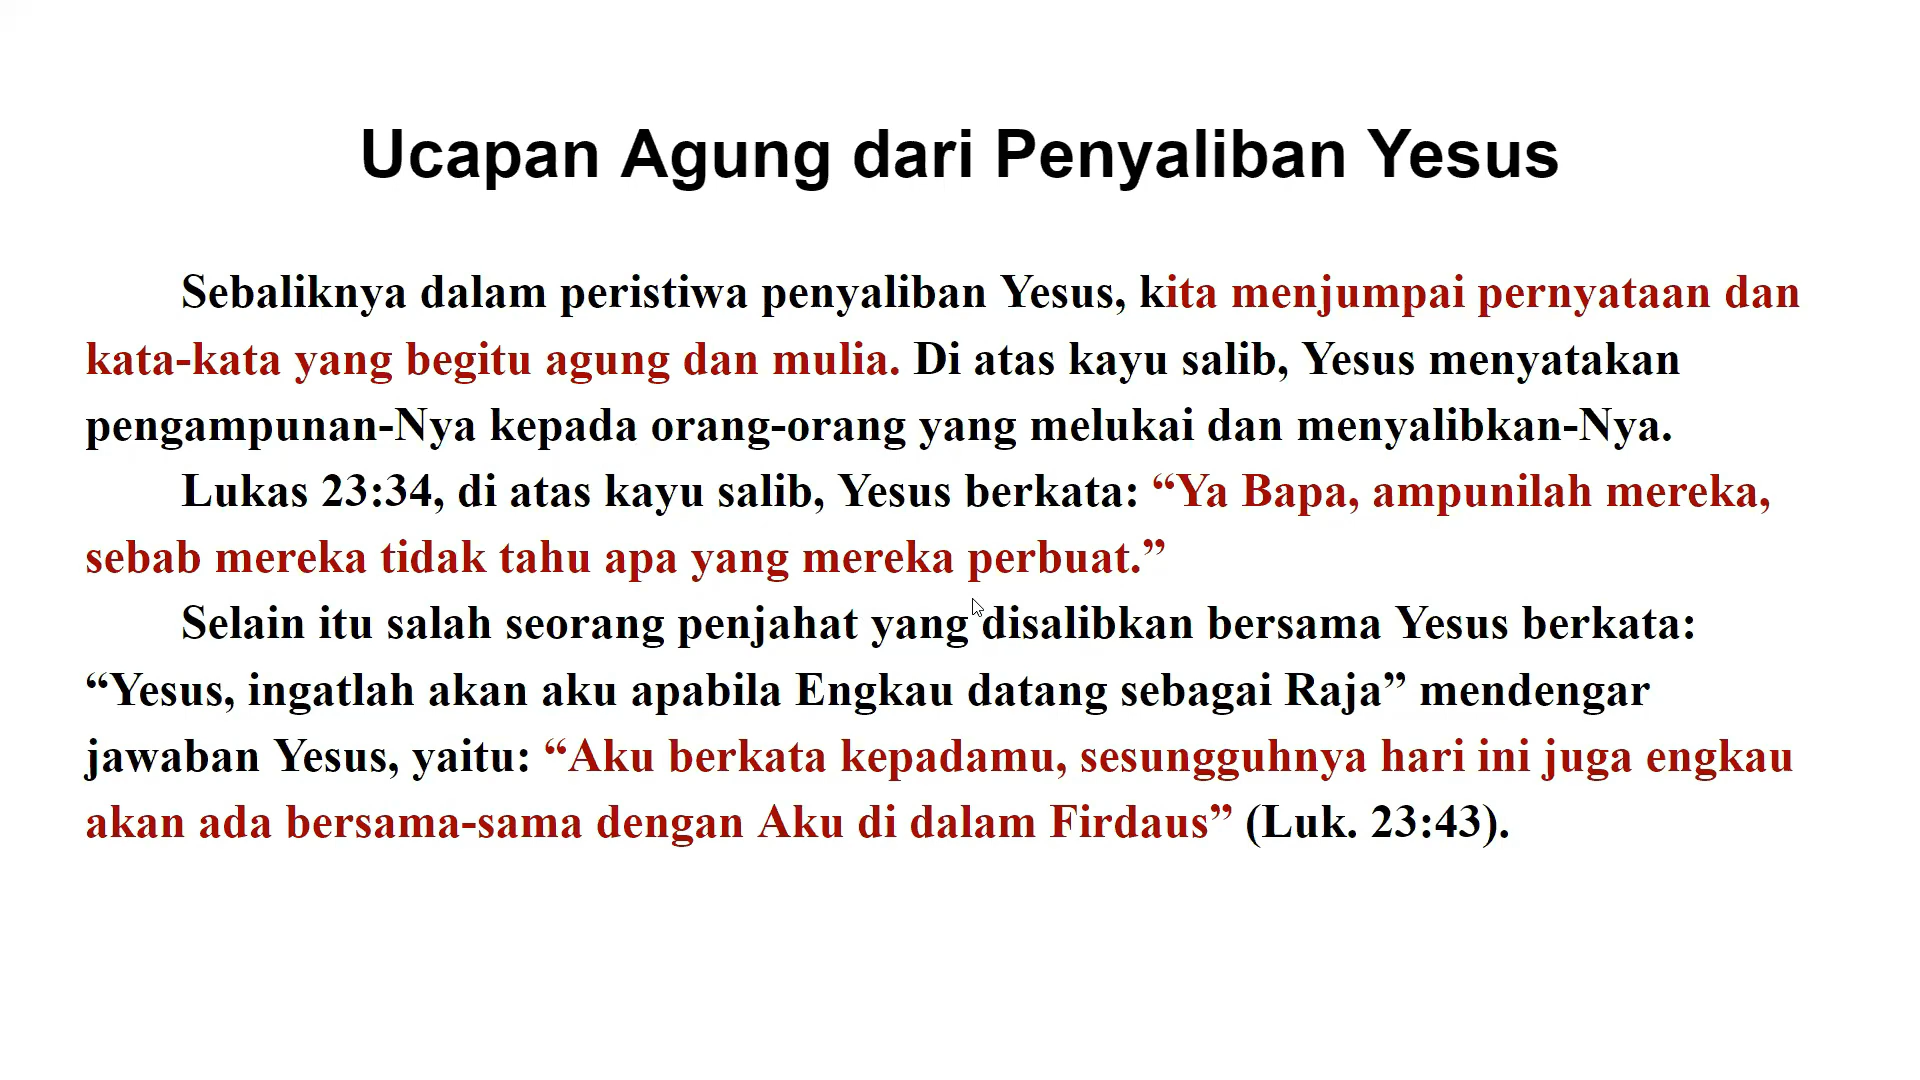 Ucapan Agung dari Penyaliban Yesus
Sebaliknya dalam peristiwa penyaliban Yesus, kita menjumpai pernyataan dan
kata-kata yang begitu agung dan mulia. Di atas kayu salib, Yesus menyatakan
pengampunan-Nya kepada orang-orang yang melukai dan menyalibkan-Nya.
Lukas 23:34, di atas kayu salib, Yesus berkata: “Ya Bapa, ampunilah mereka,
sebab mereka tidak tahu apa yang mereka perbuat.”
Selain itu salah seorang penjahat yang disalibkan bersama Yesus berkata:
“Yesus, ingatlah akan aku apabila Engkau datang sebagai Raja” mendengar
jawaban Yesus, yaitu: “Aku berkata kepadamu, sesungguhnya hari ini juga engkau
akan ada bersama-sama dengan Aku di dalam Firdaus” (Luk. 23:43).